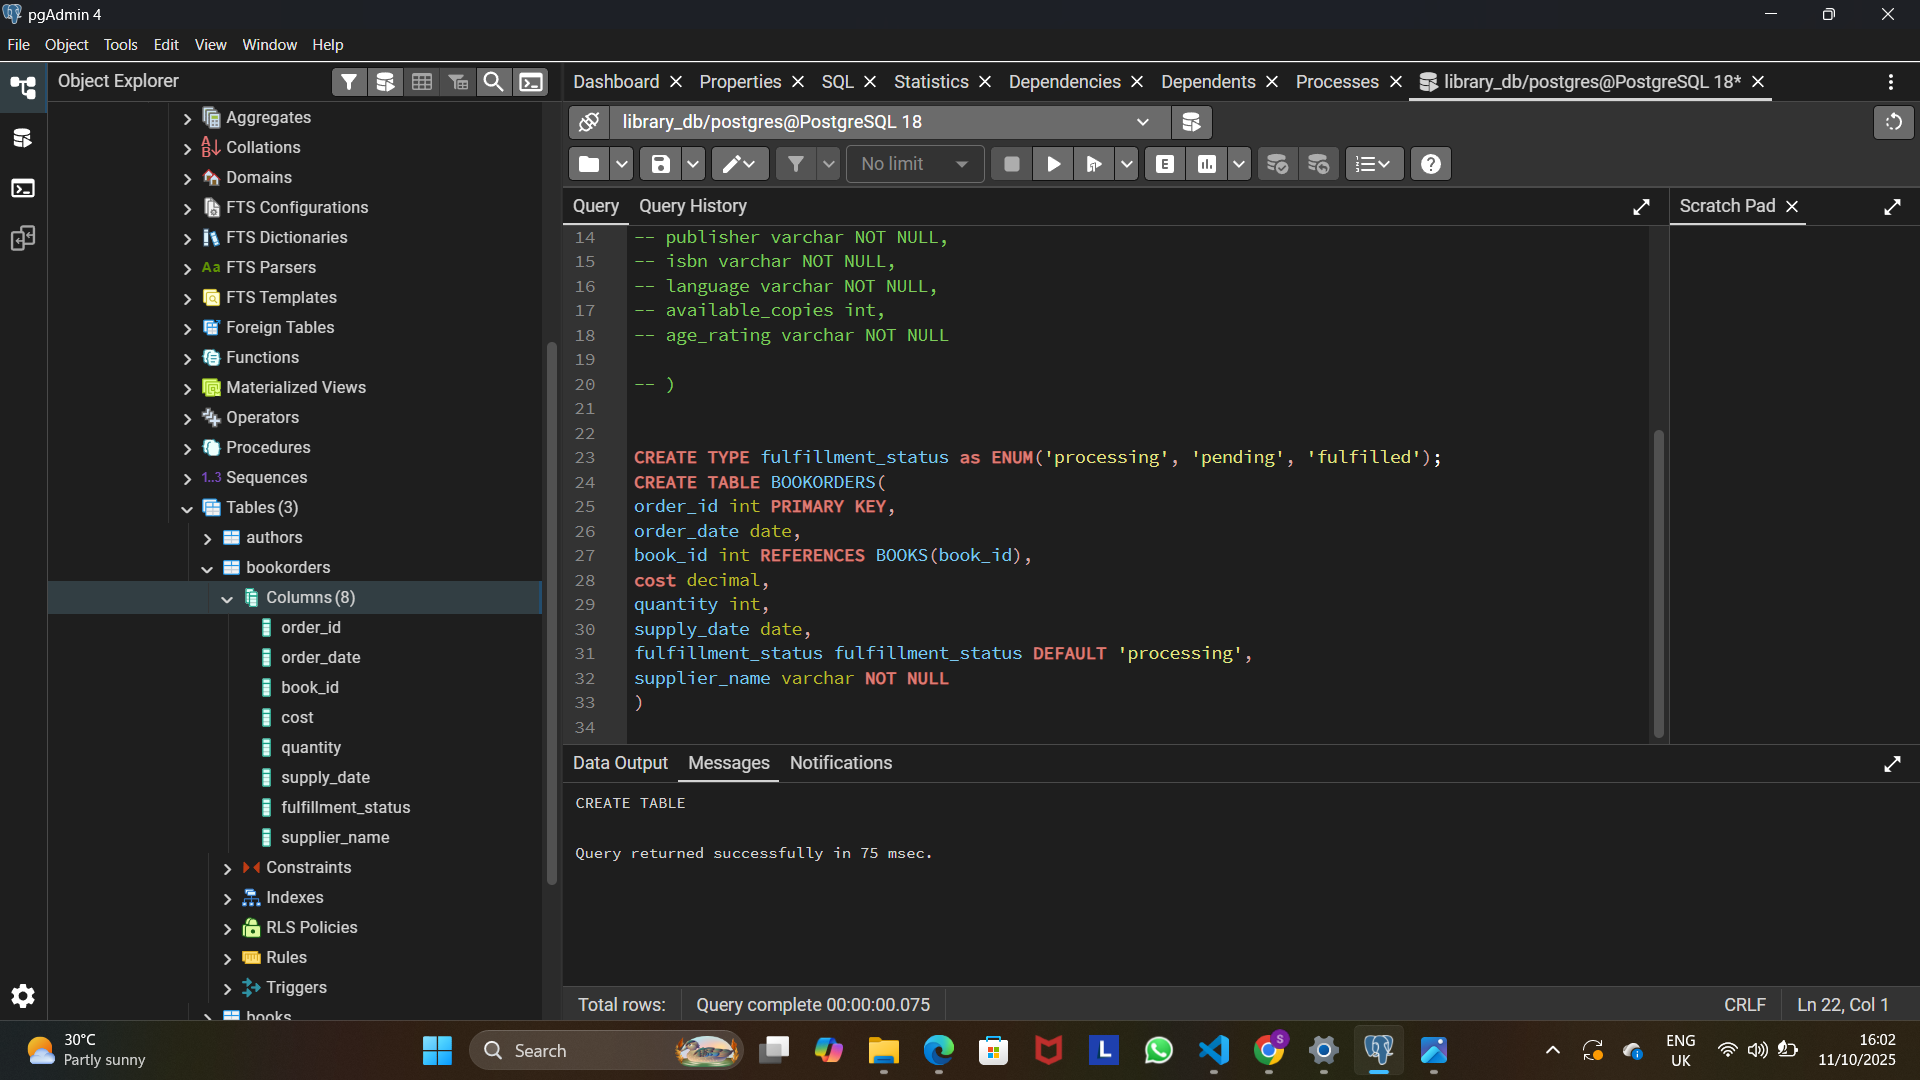 pgAdmin 4
File Object Tools Edit View Window Help
Object Explorer
Dashboard Properties SQL Statistics Dependencies Dependents Processes library_db/postgres@PostgreSQL 18*
library_db/postgres@PostgreSQL 18
No limit
E
Query Query History
Scratch Pad
Aggregates
Collations
Domains
FTS Configurations
FTS Dictionaries
Aa FTS Parsers
FTS Templates
Foreign Tables
Functions
Materialized Views
Operators
Procedures
1..3 Sequences
Tables (3)
authors
bookorders
Columns (8)
order_id
order_date
book_id
cost
quantity
supply_date
fulfillment_status
supplier_name
Constraints
Indexes
RLS Policies
Rules
Triggers
books
14 -- publisher varchar NOT NULL,
15 -- isbn varchar NOT NULL,
16 -- language varchar NOT NULL,
17 -- available_copies int,
18 -- age_rating varchar NOT NULL
19
20 -- )
21
22
23 CREATE TYPE fulfillment_status as ENUM('processing', 'pending', 'fulfilled');
24 CREATE TABLE BOOKORDERS(
25 order_id int PRIMARY KEY,
26 order_date date,
27 book_id int REFERENCES BOOKS(book_id),
28 cost decimal,
29 quantity int,
30 supply_date date,
31 fulfillment_status fulfillment_status DEFAULT 'processing',
32 supplier_name varchar NOT NULL
33 )
34
Data Output Messages Notifications
CREATE TABLE
Query returned successfully in 75 msec.
Total rows: Query complete 00:00:00.075
CRLF Ln 22, Col 1
30°C
Partly sunny
Search
L
S
ENG
UK
16:02
11/10/2025